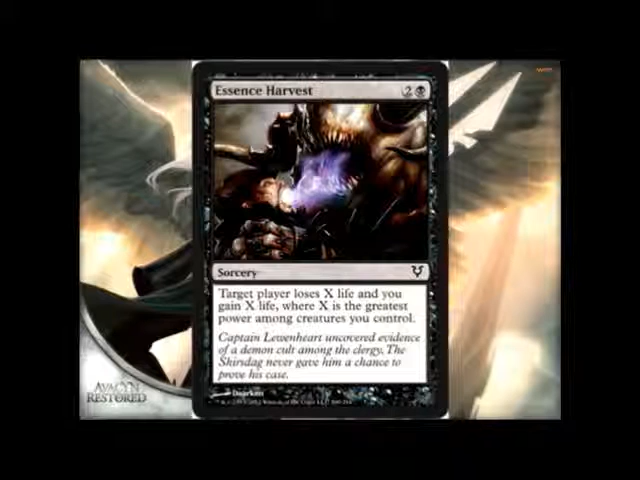 Essence Harvest 2
Sorcery
Target player loses X life and you
gain X life, where X is the greatest
power among creatures you control.
Captain Lewenheart uncovered evidence
of a demon cult among the clergy. The
Skirsdag never gave him a chance to
prove his case.
AVACYN
RESTORED